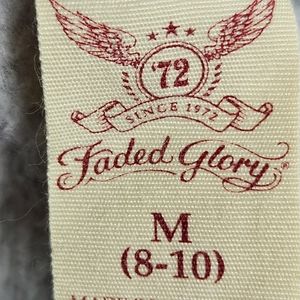 '72
SINCE 1972
Faded Glory®
M
(8-10)